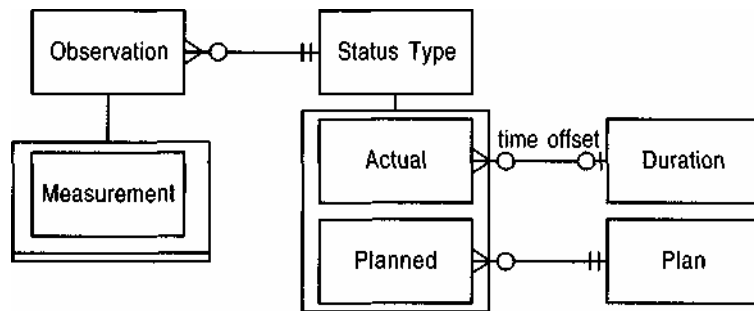 Observation
Status Type
Measurement
Actual
time offset
Duration
Planned
Plan